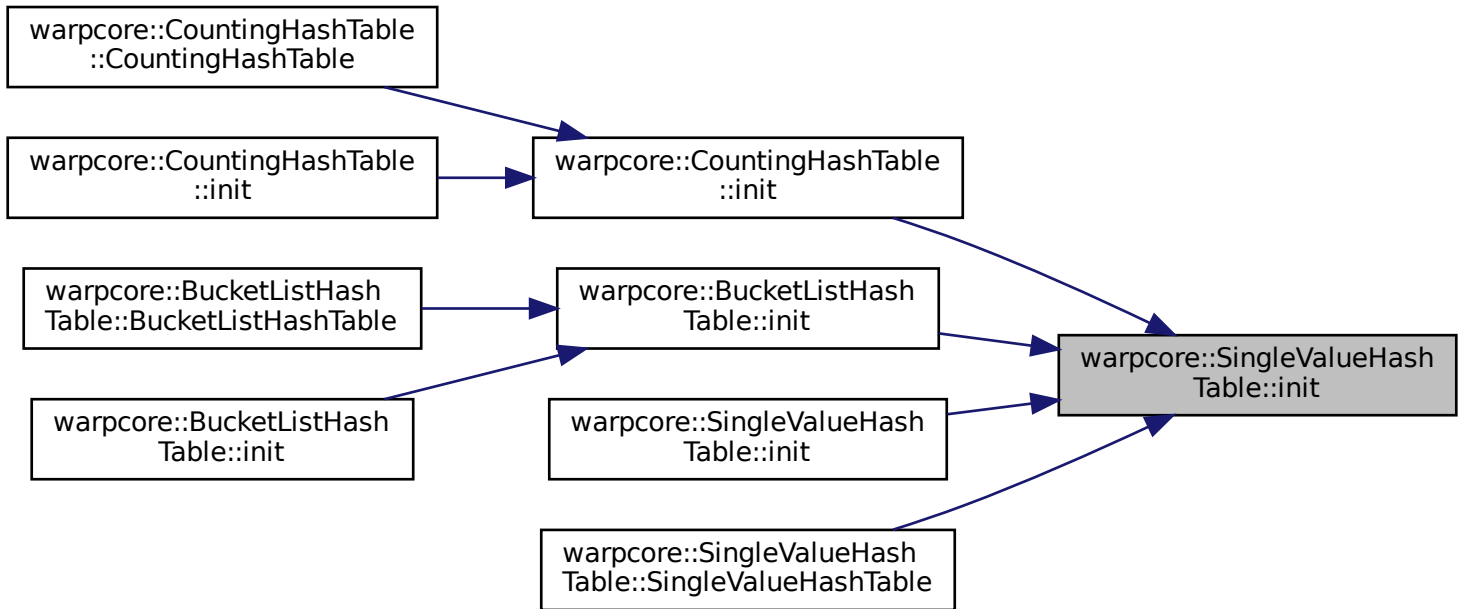 warpcore::CountingHashTable
::CountingHashTable
warpcore::CountingHashTable
::init
warpcore::CountingHashTable
::init
warpcore::BucketListHash
Table::BucketListHashTable
warpcore::BucketListHash
Table::init
warpcore::SingleValueHash
Table::init
warpcore::BucketListHash
Table::init
warpcore::SingleValueHash
Table::init
warpcore::SingleValueHash
Table::SingleValueHashTable